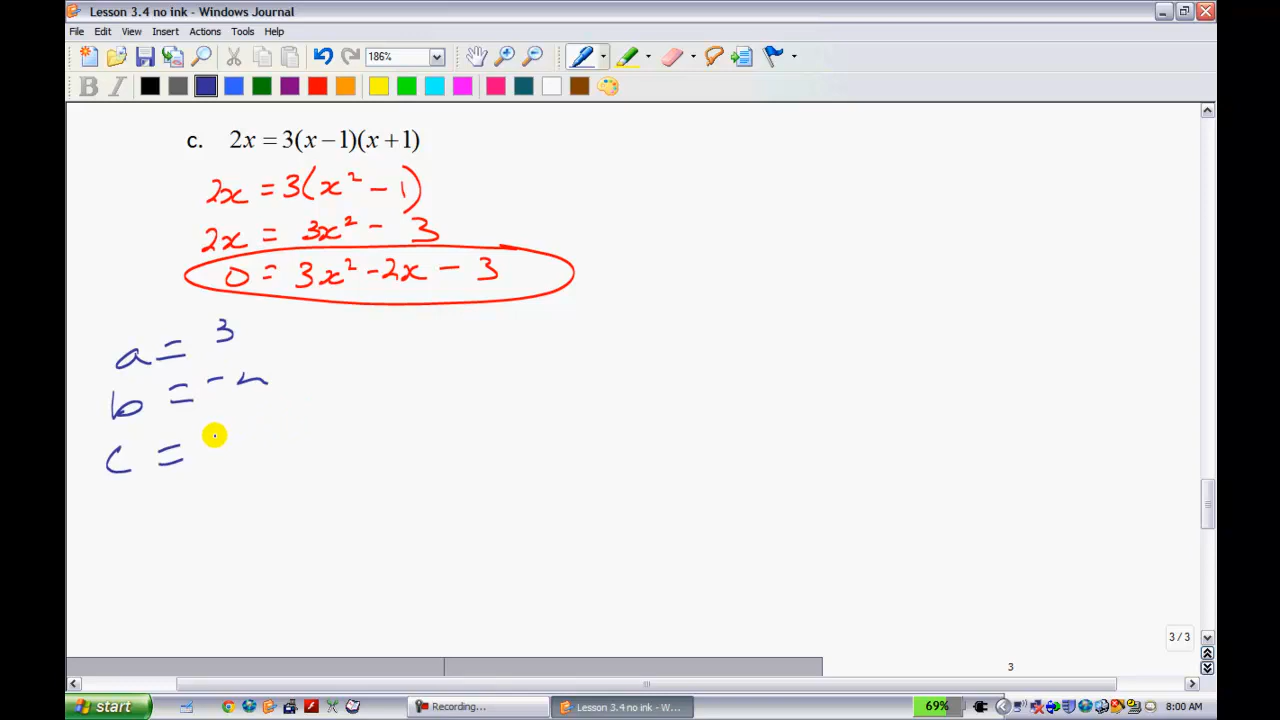 Lesson 3.4 no ink - Windows Journal
File Edit View Insert Actions Tools Help
186%
B I
c. 2x = 3(x − 1)(x + 1)
2x = 3(x² − 1)
2x = 3x² − 3
0 = 3x² − 2x − 3
a = 3
b = −2
c =
3 / 3
3
start Recording... Lesson 3.4 no ink - W... 69% 8:00 AM